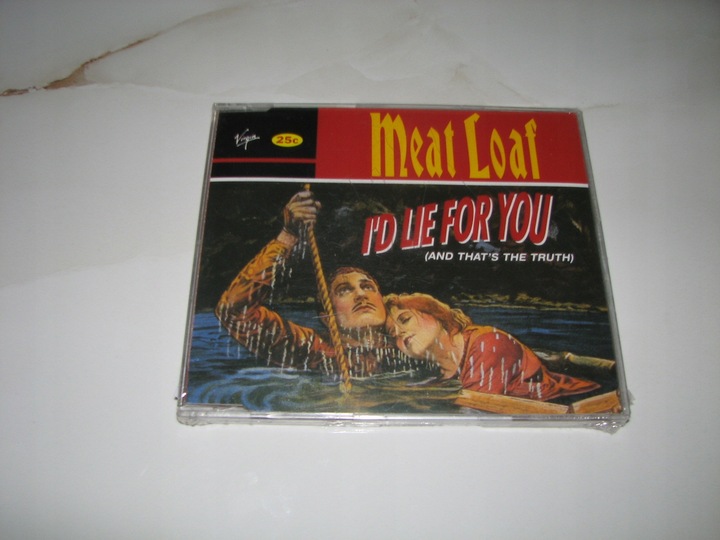 Virgin
25c
Meat Loaf
I'D LIE FOR YOU
(AND THAT'S THE TRUTH)